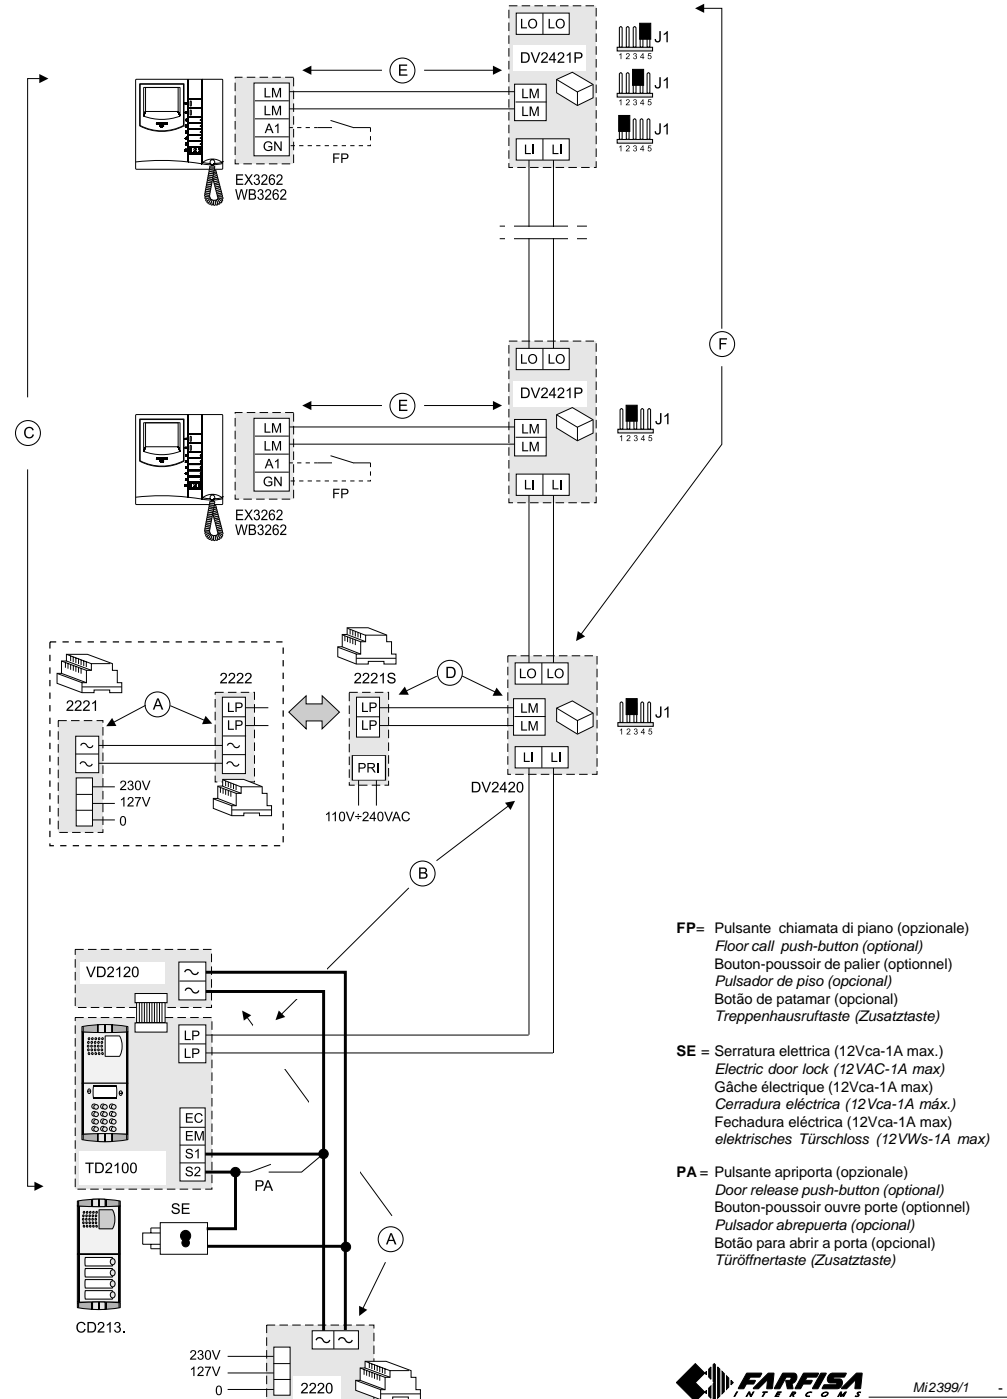 LO LO
DV2421P
J1
1 2 3 4 5
J1
1 2 3 4 5
J1
1 2 3 4 5
E
LM
LM
A1
GN
LM
LM
FP
LI LI
EX3262
WB3262
F
LO LO
DV2421P
J1
1 2 3 4 5
E
C
LM
LM
A1
GN
LM
LM
FP
LI LI
EX3262
WB3262
2221
A
2222
2221S
D
LO LO
LP
LP
~
~
~
~
230V
127V
0
LP
LP
PRI
110V÷240VAC
LM
LM
J1
1 2 3 4 5
LI LI
DV2420
B
VD2120
~
~
LP
LP
EC
EM
S1
S2
TD2100
PA
SE
A
CD213.
~ ~
230V
127V
0
2220
FP= Pulsante chiamata di piano (opzionale)
Floor call push-button (optional)
Bouton-poussoir de palier (optionnel)
Pulsador de piso (opcional)
Botão de patamar (opcional)
Treppenhausruftaste (Zusatztaste)
SE = Serratura elettrica (12Vca-1A max.)
Electric door lock (12VAC-1A max)
Gâche électrique (12Vca-1A max)
Cerradura eléctrica (12Vca-1A máx.)
Fechadura eléctrica (12Vca-1A max)
elektrisches Türschloss (12VWs-1A max)
PA = Pulsante apriporta (opzionale)
Door release push-button (optional)
Bouton-poussoir ouvre porte (optionnel)
Pulsador abrepuerta (opcional)
Botão para abrir a porta (opcional)
Türöffnertaste (Zusatztaste)
FARFISA
INTERCOMS
Mi2399/1